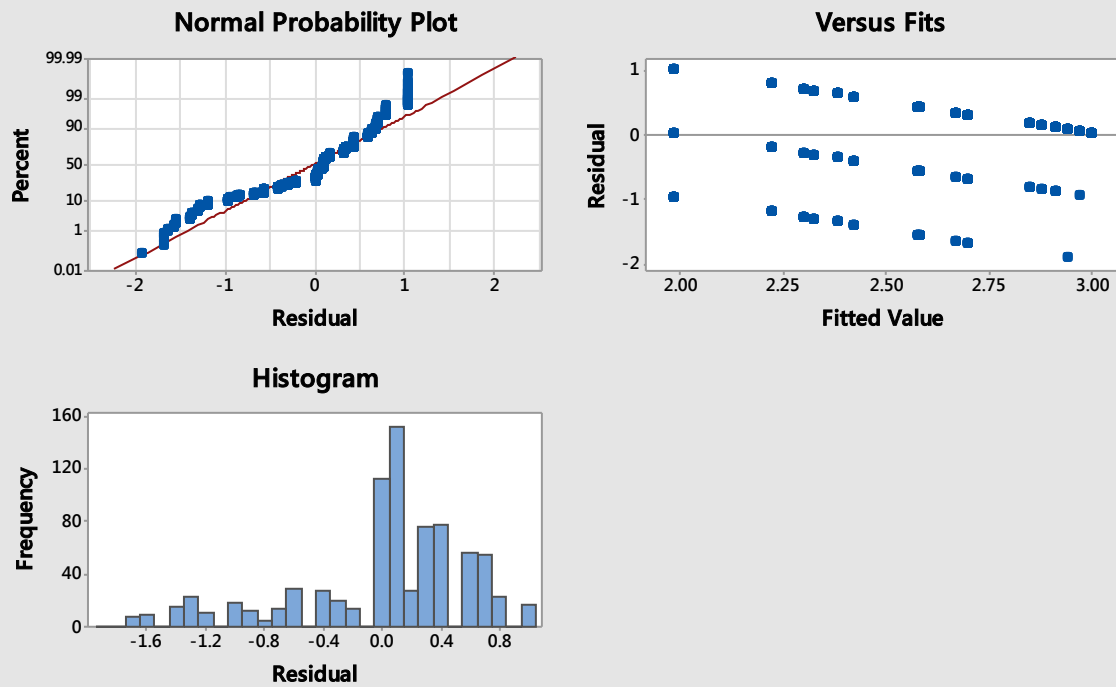 Normal Probability Plot
Percent
99.99
99
90
50
10
1
0.01
-2 -1 0 1 2
Residual
Versus Fits
Residual
1
0
-1
-2
2.00 2.25 2.50 2.75 3.00
Fitted Value
Histogram
Frequency
160
120
80
40
0
-1.6 -1.2 -0.8 -0.4 0.0 0.4 0.8
Residual